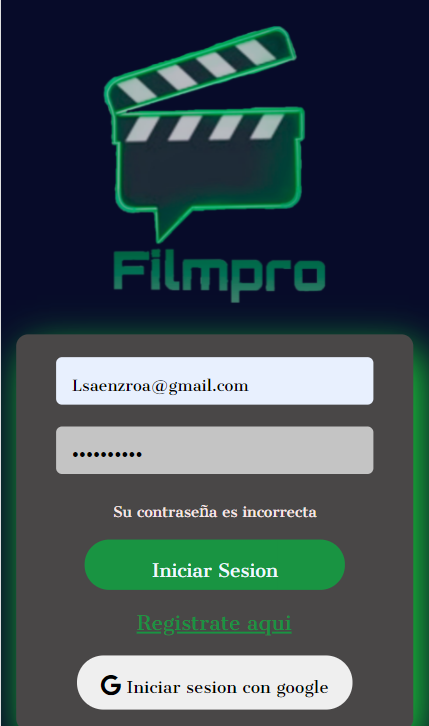 Filmpro
Lsaenzroa@gmail.com
••••••••••
Su contraseña es incorrecta
Iniciar Sesion
Registrate aqui
G Iniciar sesion con google